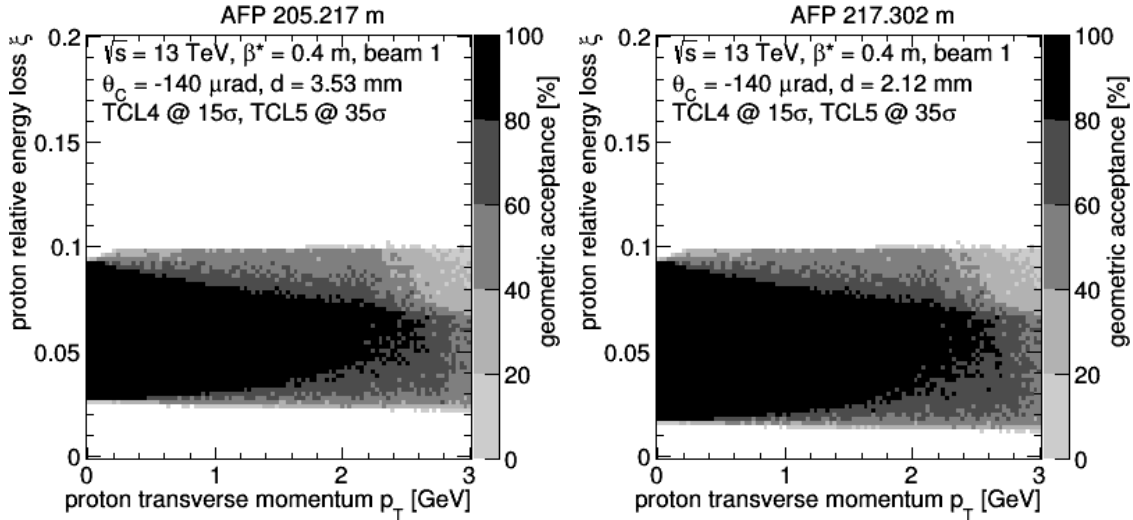 AFP 205.217 m
proton relative energy loss ξ
0.2
0.15
0.1
0.05
0
√s = 13 TeV, β* = 0.4 m, beam 1
θC = -140 μrad, d = 3.53 mm
TCL4 @ 15σ, TCL5 @ 35σ
0 1 2 3
proton transverse momentum pT [GeV]
100
80
60
40
20
0
geometric acceptance [%]
AFP 217.302 m
proton relative energy loss ξ
0.2
0.15
0.1
0.05
0
√s = 13 TeV, β* = 0.4 m, beam 1
θC = -140 μrad, d = 2.12 mm
TCL4 @ 15σ, TCL5 @ 35σ
0 1 2 3
proton transverse momentum pT [GeV]
100
80
60
40
20
0
geometric acceptance [%]